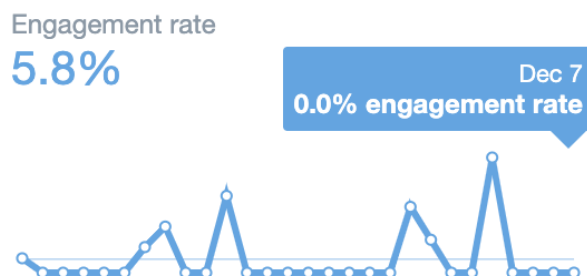 Engagement rate
5.8%
Dec 7
0.0% engagement rate